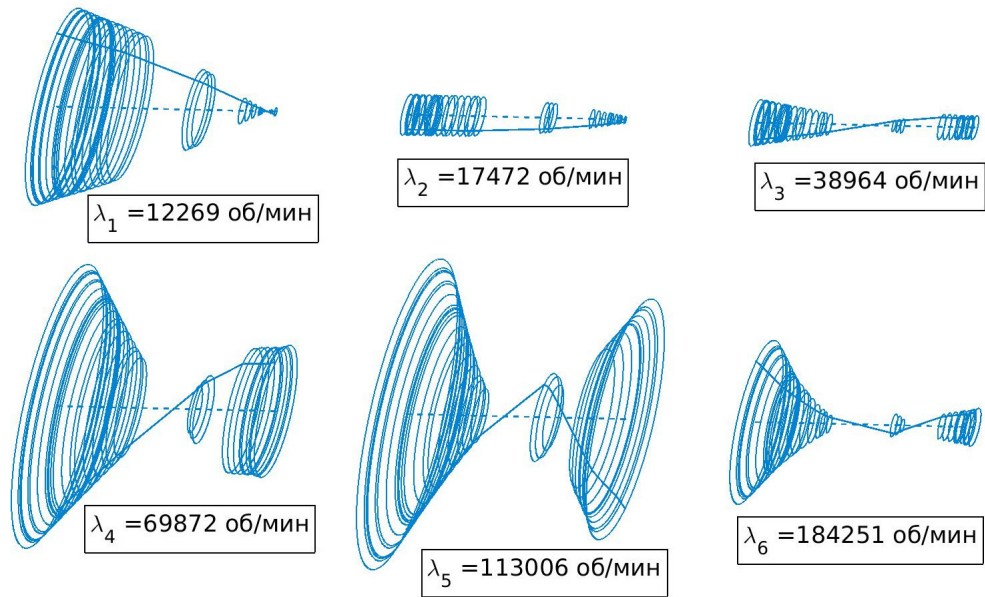 λ1 =12269 об/мин
λ2 =17472 об/мин
λ3 =38964 об/мин
λ4 =69872 об/мин
λ5 =113006 об/мин
λ6 =184251 об/мин